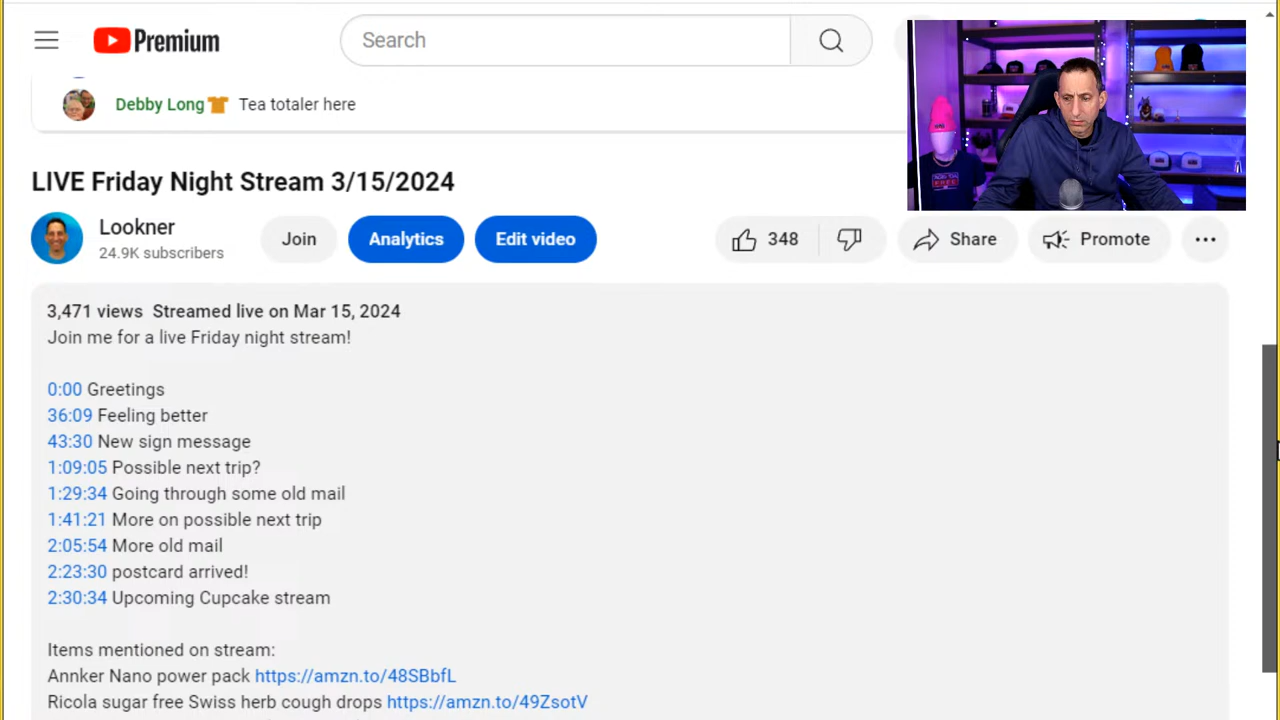 Premium
Search
Debby Long Tea totaler here
LIVE Friday Night Stream 3/15/2024
Lookner
24.9K subscribers
Join
Analytics
Edit video
348
Share
Promote
3,471 views Streamed live on Mar 15, 2024
Join me for a live Friday night stream!
0:00 Greetings
36:09 Feeling better
43:30 New sign message
1:09:05 Possible next trip?
1:29:34 Going through some old mail
1:41:21 More on possible next trip
2:05:54 More old mail
2:23:30 postcard arrived!
2:30:34 Upcoming Cupcake stream
Items mentioned on stream:
Annker Nano power pack https://amzn.to/48SBbfL
Ricola sugar free Swiss herb cough drops https://amzn.to/49ZsotV